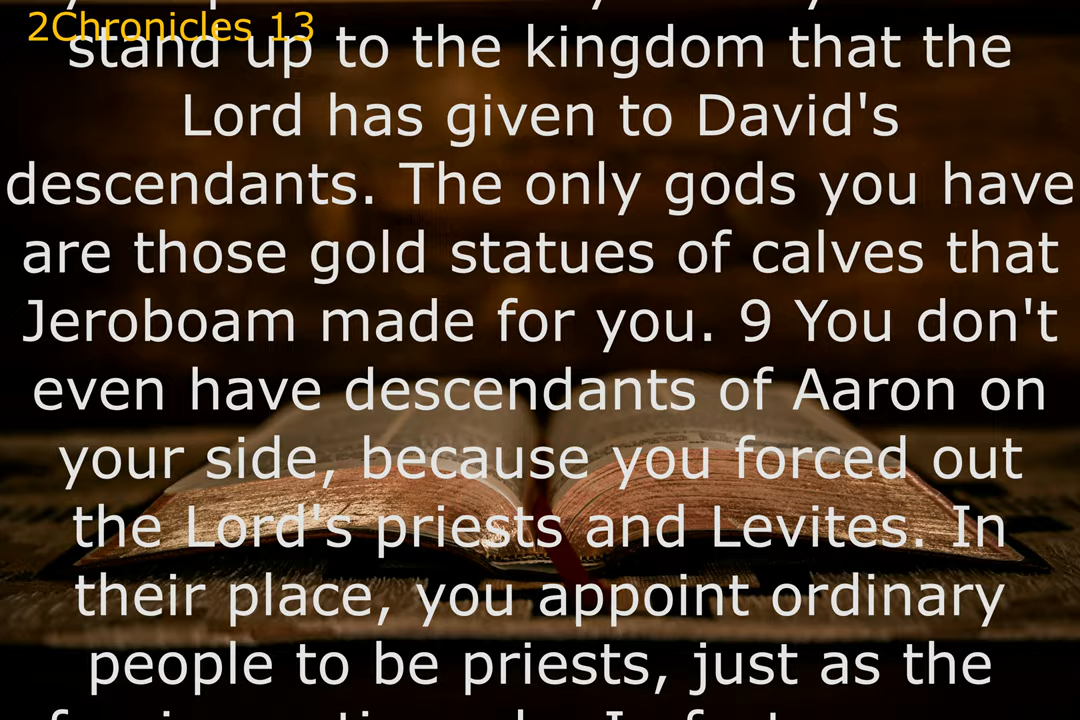 2Chronicles 13
stand up to the kingdom that the
Lord has given to David's
descendants. The only gods you have
are those gold statues of calves that
Jeroboam made for you. 9 You don't
even have descendants of Aaron on
your side, because you forced out
the Lord's priests and Levites. In
their place, you appoint ordinary
people to be priests, just as the